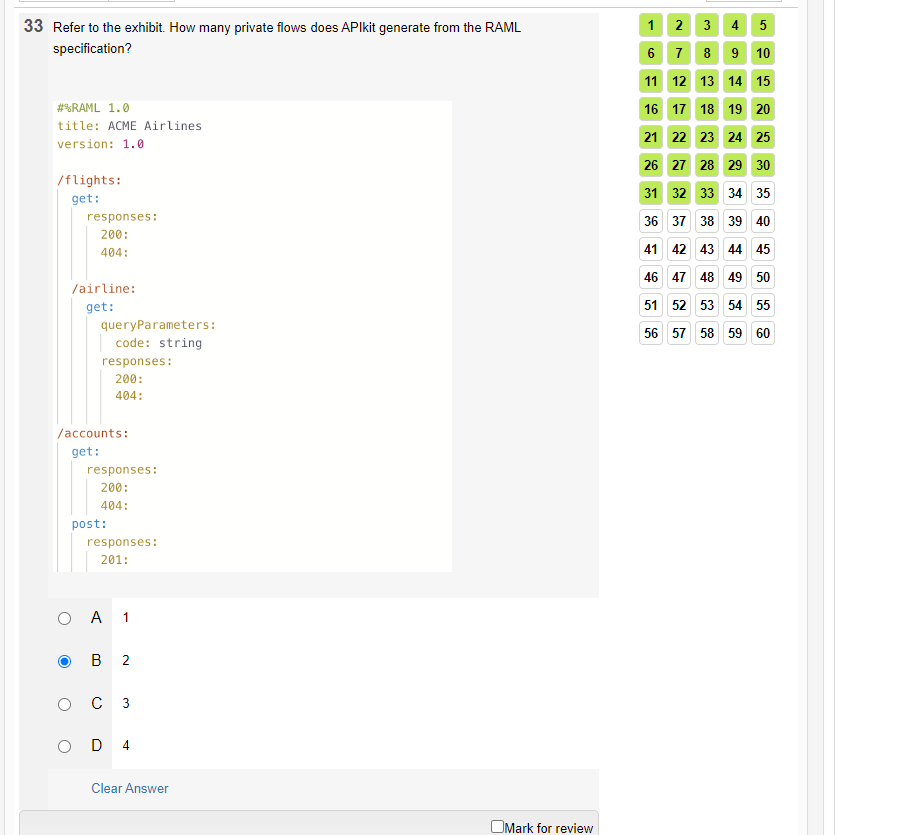 33 Refer to the exhibit. How many private flows does APIkit generate from the RAML
specification?
#%RAML 1.0
title: ACME Airlines
version: 1.0
/flights:
get:
responses:
200:
404:
/airline:
get:
queryParameters:
code: string
responses:
200:
404:
/accounts:
get:
responses:
200:
404:
post:
responses:
201:
A 1
B 2
C 3
D 4
Clear Answer
Mark for review
1 2 3 4 5
6 7 8 9 10
11 12 13 14 15
16 17 18 19 20
21 22 23 24 25
26 27 28 29 30
31 32 33 34 35
36 37 38 39 40
41 42 43 44 45
46 47 48 49 50
51 52 53 54 55
56 57 58 59 60